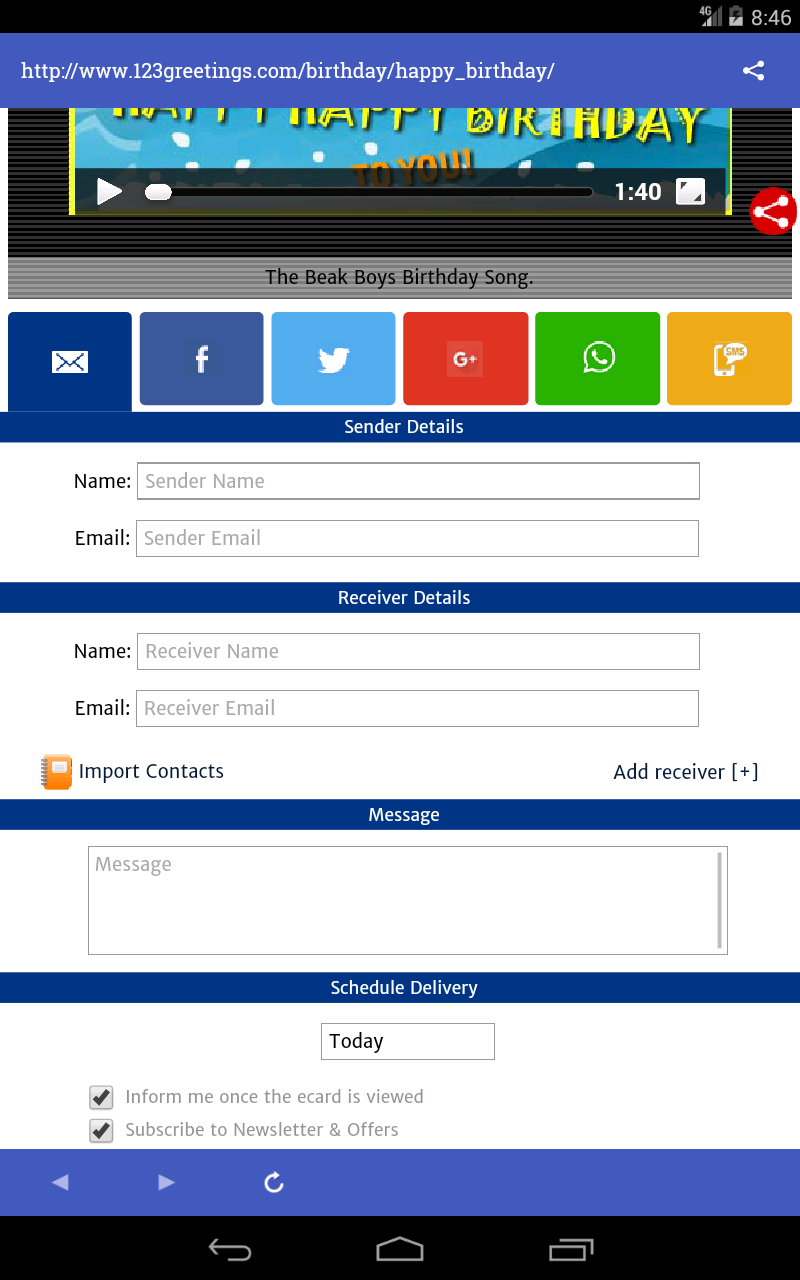 4G 8:46
http://www.123greetings.com/birthday/happy_birthday/
HAPPY HAPPY BIRTHDAY
TO YOU!
1:40
The Beak Boys Birthday Song.
f G+ SMS
Sender Details
Name: Sender Name
Email: Sender Email
Receiver Details
Name: Receiver Name
Email: Receiver Email
Import Contacts Add receiver [+]
Message
Message
Schedule Delivery
Today
Inform me once the ecard is viewed
Subscribe to Newsletter & Offers